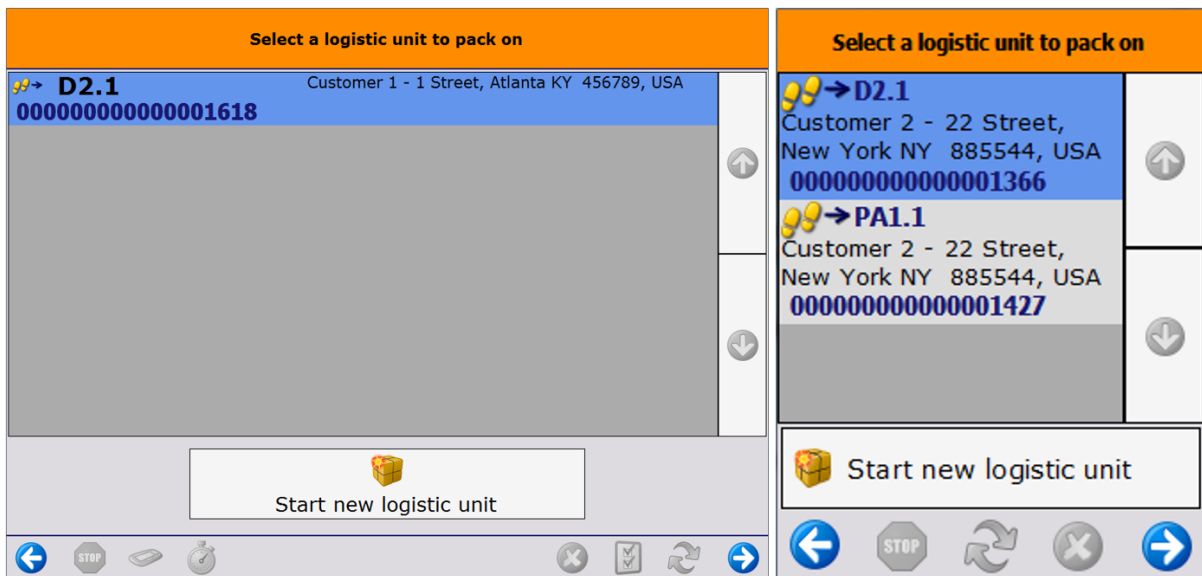 Select a logistic unit to pack on
D2.1
Customer 1 - 1 Street, Atlanta KY 456789, USA
000000000000001618
Start new logistic unit
STOP
Select a logistic unit to pack on
D2.1
Customer 2 - 22 Street,
New York NY 885544, USA
000000000000001366
PA1.1
Customer 2 - 22 Street,
New York NY 885544, USA
000000000000001427
Start new logistic unit
STOP